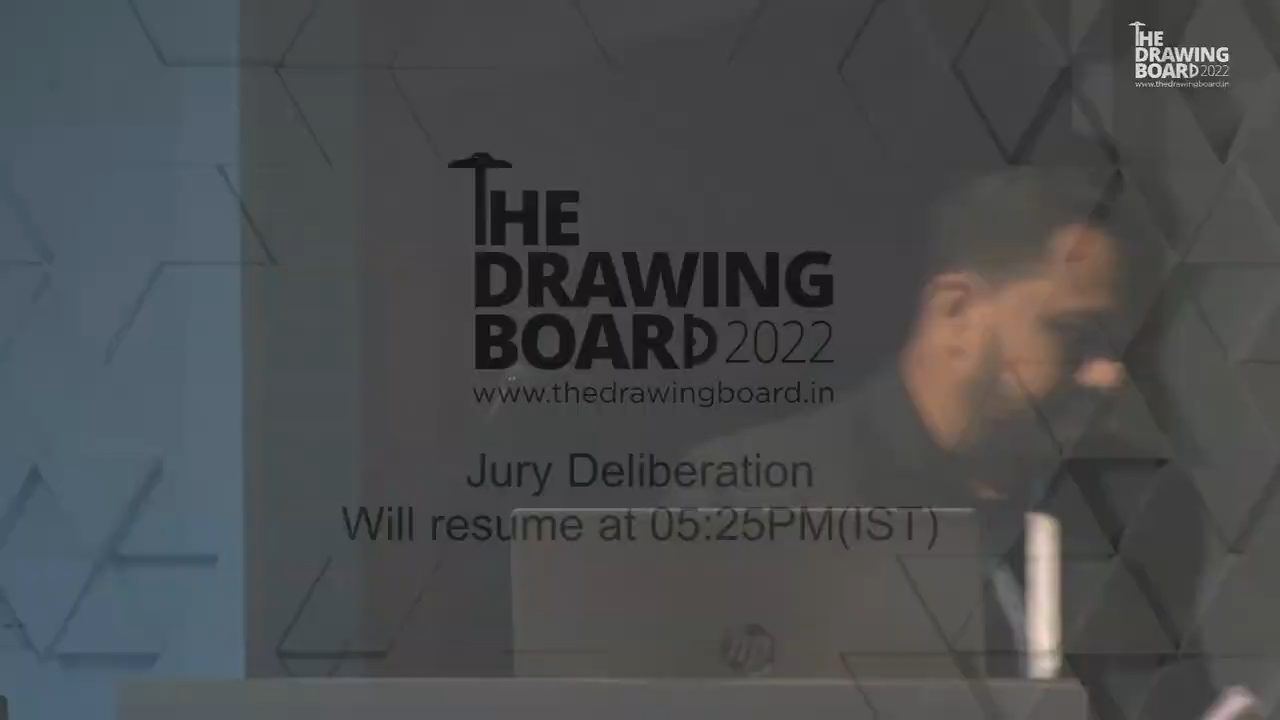 THE
DRAWING
BOARD 2022
www.thedrawingboard.in
THE
DRAWING
BOARD 2022
www.thedrawingboard.in
Jury Deliberation
Will resume at 05:25PM(IST)
hp